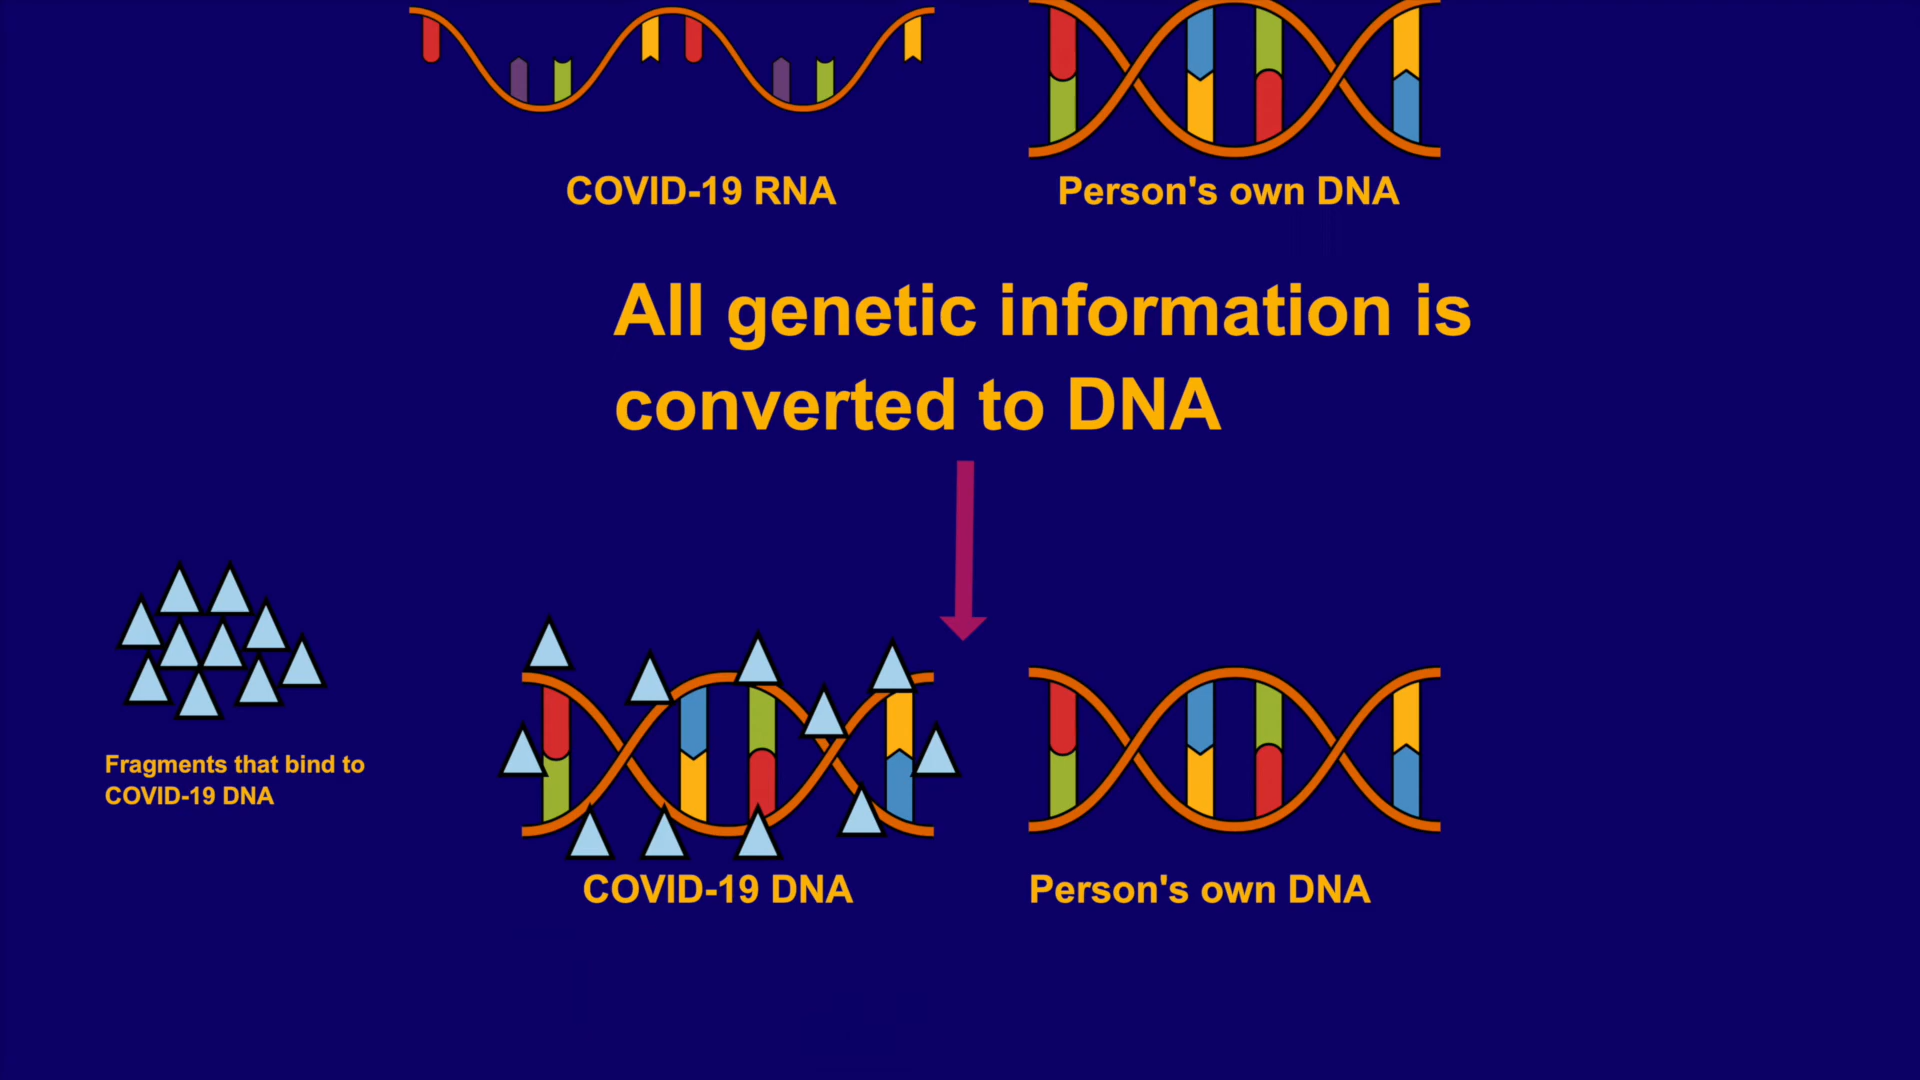 COVID-19 RNA
Person's own DNA
All genetic information is
converted to DNA
Fragments that bind to
COVID-19 DNA
COVID-19 DNA
Person's own DNA